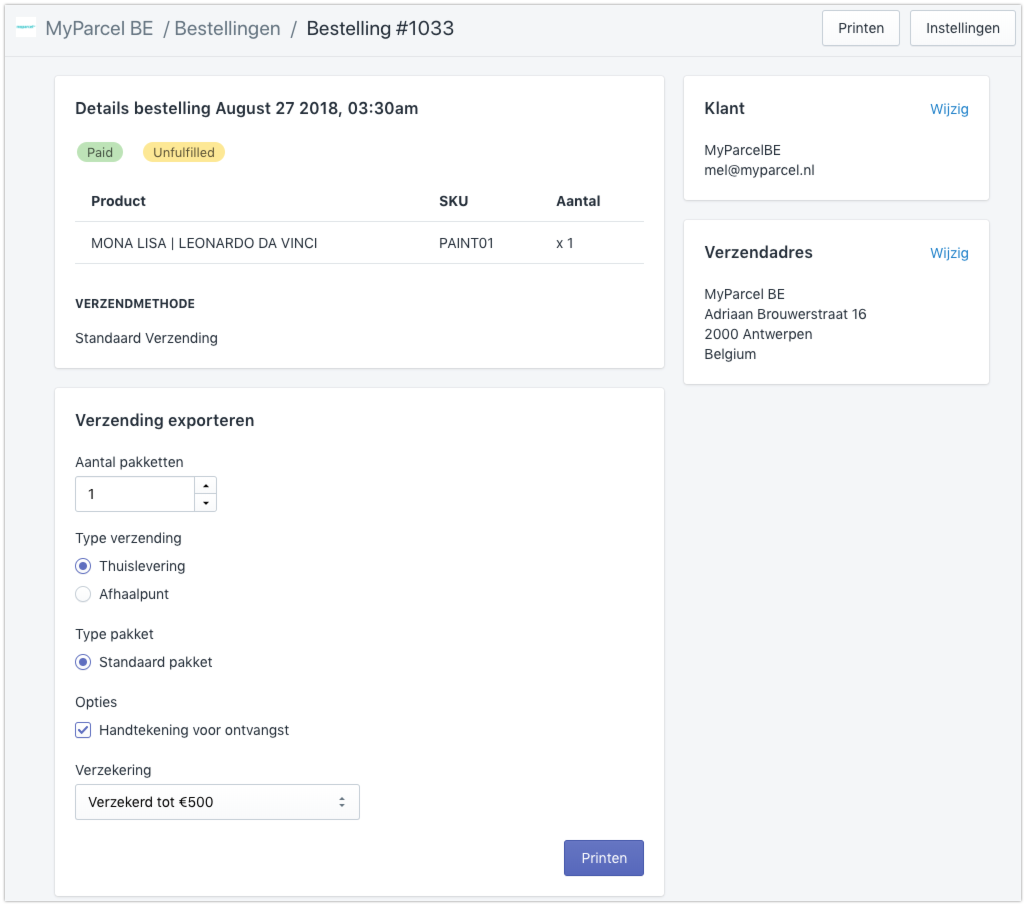 MyParcel BE / Bestellingen / Bestelling #1033
Printen
Instellingen
Details bestelling August 27 2018, 03:30am
Paid
Unfulfilled
Product SKU Aantal
MONA LISA | LEONARDO DA VINCI PAINT01 x 1
VERZENDMETHODE
Standaard Verzending
Klant Wijzig
MyParcelBE
mel@myparcel.nl
Verzendadres Wijzig
MyParcel BE
Adriaan Brouwerstraat 16
2000 Antwerpen
Belgium
Verzending exporteren
Aantal pakketten
1
Type verzending
Thuislevering
Afhaalpunt
Type pakket
Standaard pakket
Opties
Handtekening voor ontvangst
Verzekering
Verzekerd tot €500
Printen